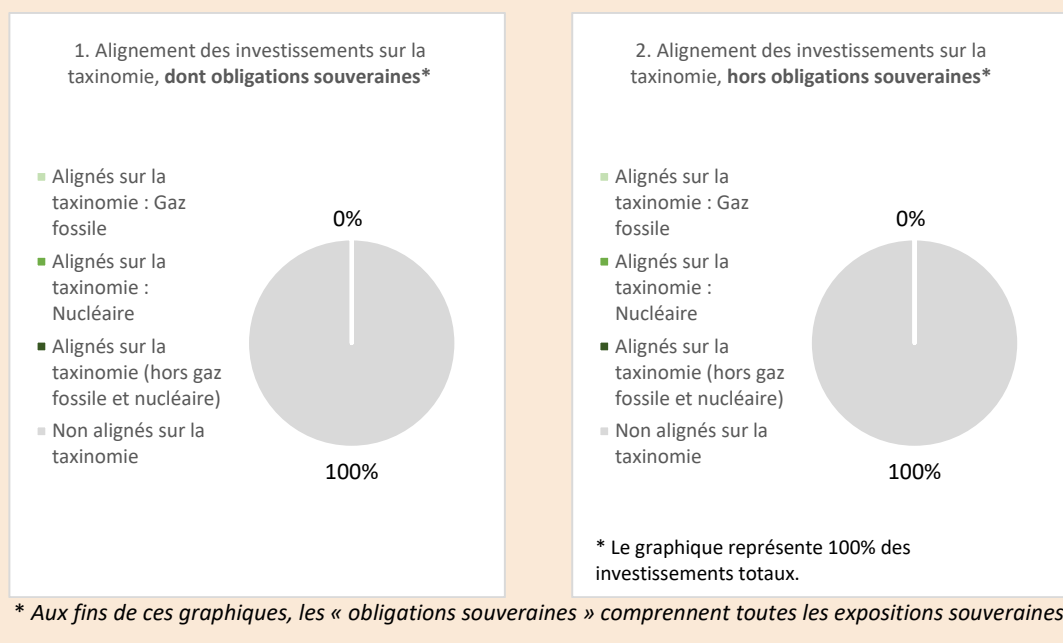 1. Alignement des investissements sur la
taxinomie, dont obligations souveraines*
Alignés sur la
taxinomie : Gaz
fossile
Alignés sur la
taxinomie :
Nucléaire
Alignés sur la
taxinomie (hors gaz
fossile et nucléaire)
Non alignés sur la
taxinomie
0%
100%
2. Alignement des investissements sur la
taxinomie, hors obligations souveraines*
Alignés sur la
taxinomie : Gaz
fossile
Alignés sur la
taxinomie :
Nucléaire
Alignés sur la
taxinomie (hors gaz
fossile et nucléaire)
Non alignés sur la
taxinomie
0%
100%
* Le graphique représente 100% des
investissements totaux.
* Aux fins de ces graphiques, les « obligations souveraines » comprennent toutes les expositions souveraines